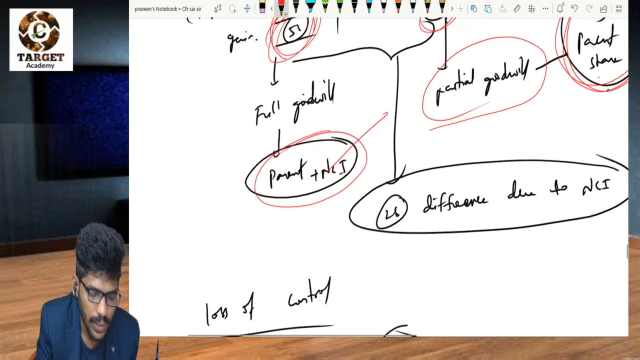 praveen's Notebook » Ch sai sir
C
TARGET
Academy
gain.
Full goodwill
Parent + NCI
partial goodwill
parent
share
difference due to NCI
loss of control